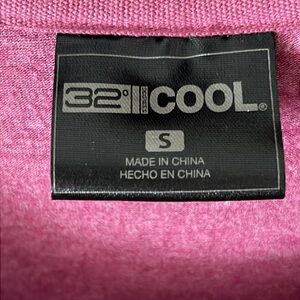 32° COOL®
S
MADE IN CHINA
HECHO EN CHINA